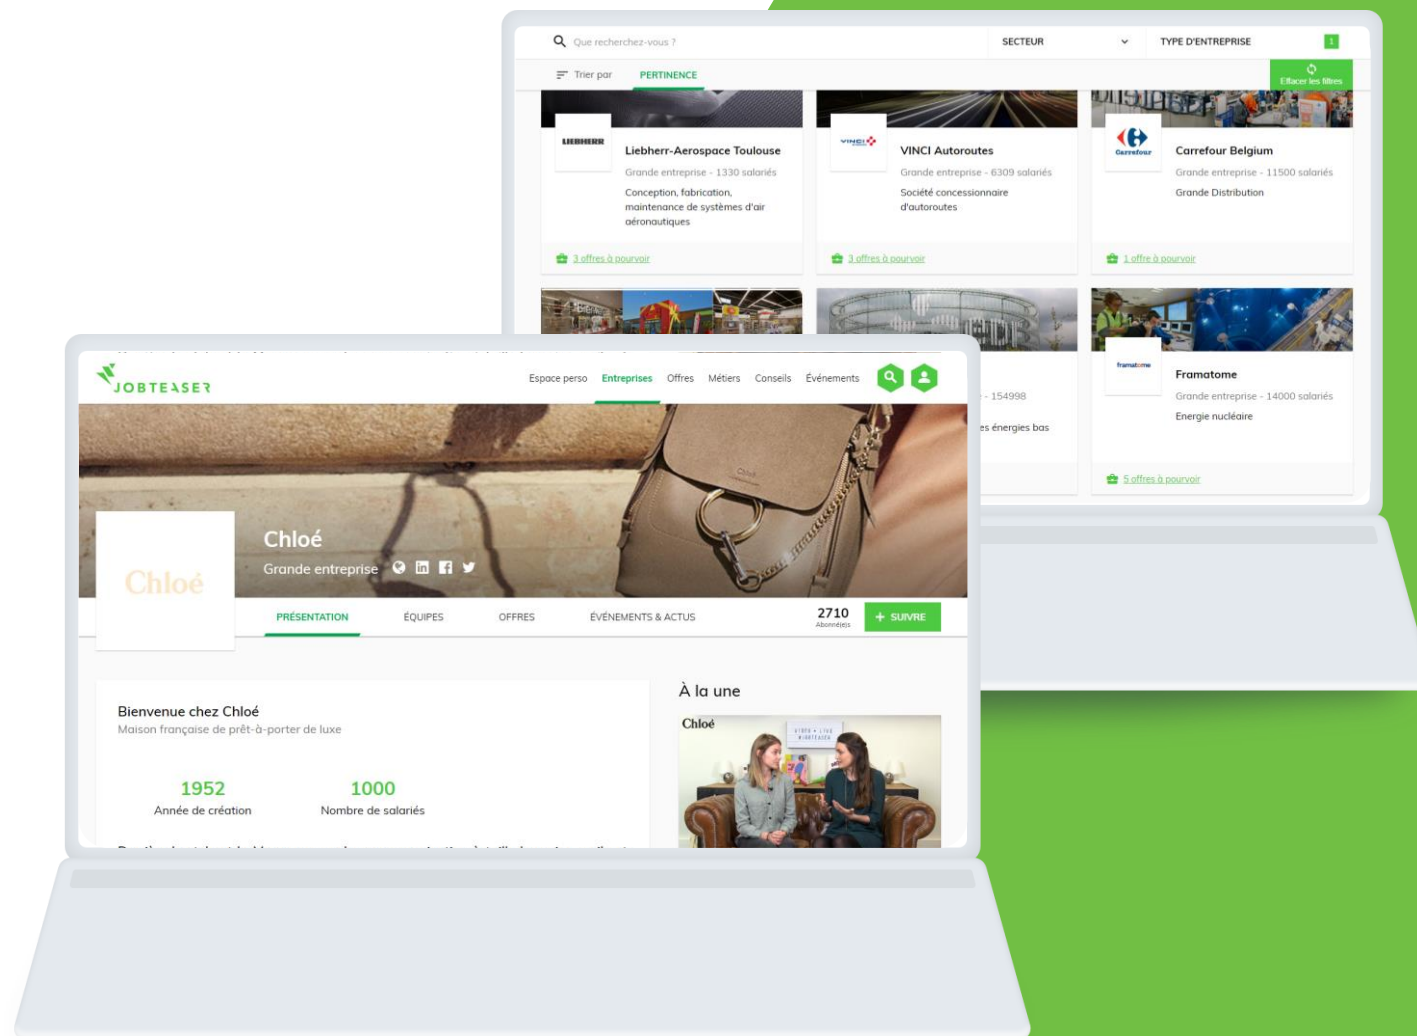 Que recherchez-vous ?
SECTEUR
TYPE D'ENTREPRISE
1
Trier par
PERTINENCE
Effacer les filtres
LIEBHERR
Liebherr-Aerospace Toulouse
Grande entreprise - 1330 salariés
Conception, fabrication,
maintenance de systèmes d'air
aéronautiques
3 offres à pourvoir
VINCI
VINCI Autoroutes
Grande entreprise - 6309 salariés
Société concessionnaire
d'autoroutes
3 offres à pourvoir
Carrefour
Carrefour Belgium
Grande entreprise - 11500 salariés
Grande Distribution
1 offre à pourvoir
- 154998
es énergies bas
framatome
Framatome
Grande entreprise - 14000 salariés
Energie nucléaire
5 offres à pourvoir
JOBTEASER
Espace perso
Entreprises
Offres
Métiers
Conseils
Événements
Chloé
Chloé
Chloé
Grande entreprise
PRÉSENTATION
ÉQUIPES
OFFRES
ÉVÉNEMENTS & ACTUS
2710
Abonné(e)s
+ SUIVRE
Bienvenue chez Chloé
Maison française de prêt-à-porter de luxe
1952
Année de création
1000
Nombre de salariés
À la une
Chloé